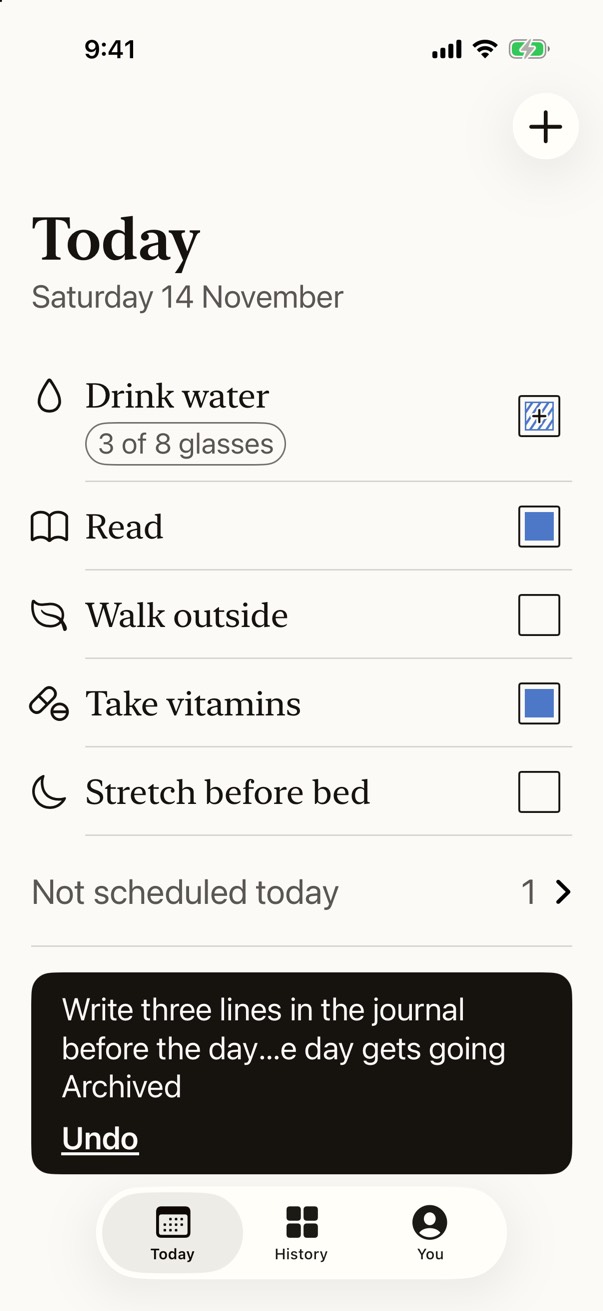 9:41
Today
Saturday 14 November
Drink water
3 of 8 glasses
Read
Walk outside
Take vitamins
Stretch before bed
Not scheduled today 1
Write three lines in the journal
before the day...e day gets going
Archived
Undo
Today History You